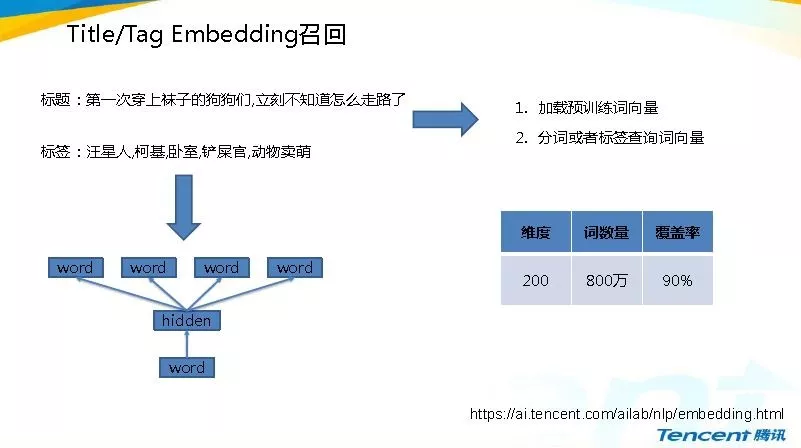 Title/Tag Embedding召回
标题：第一次穿上袜子的狗狗们,立刻不知道怎么走路了
标签：汪星人,柯基,卧室,铲屎官,动物卖萌
1. 加载预训练词向量
2. 分词或者标签查询词向量
维度 词数量 覆盖率
200 800万 90%
word word word word
hidden
word
https://ai.tencent.com/ailab/nlp/embedding.html
Tencent 腾讯